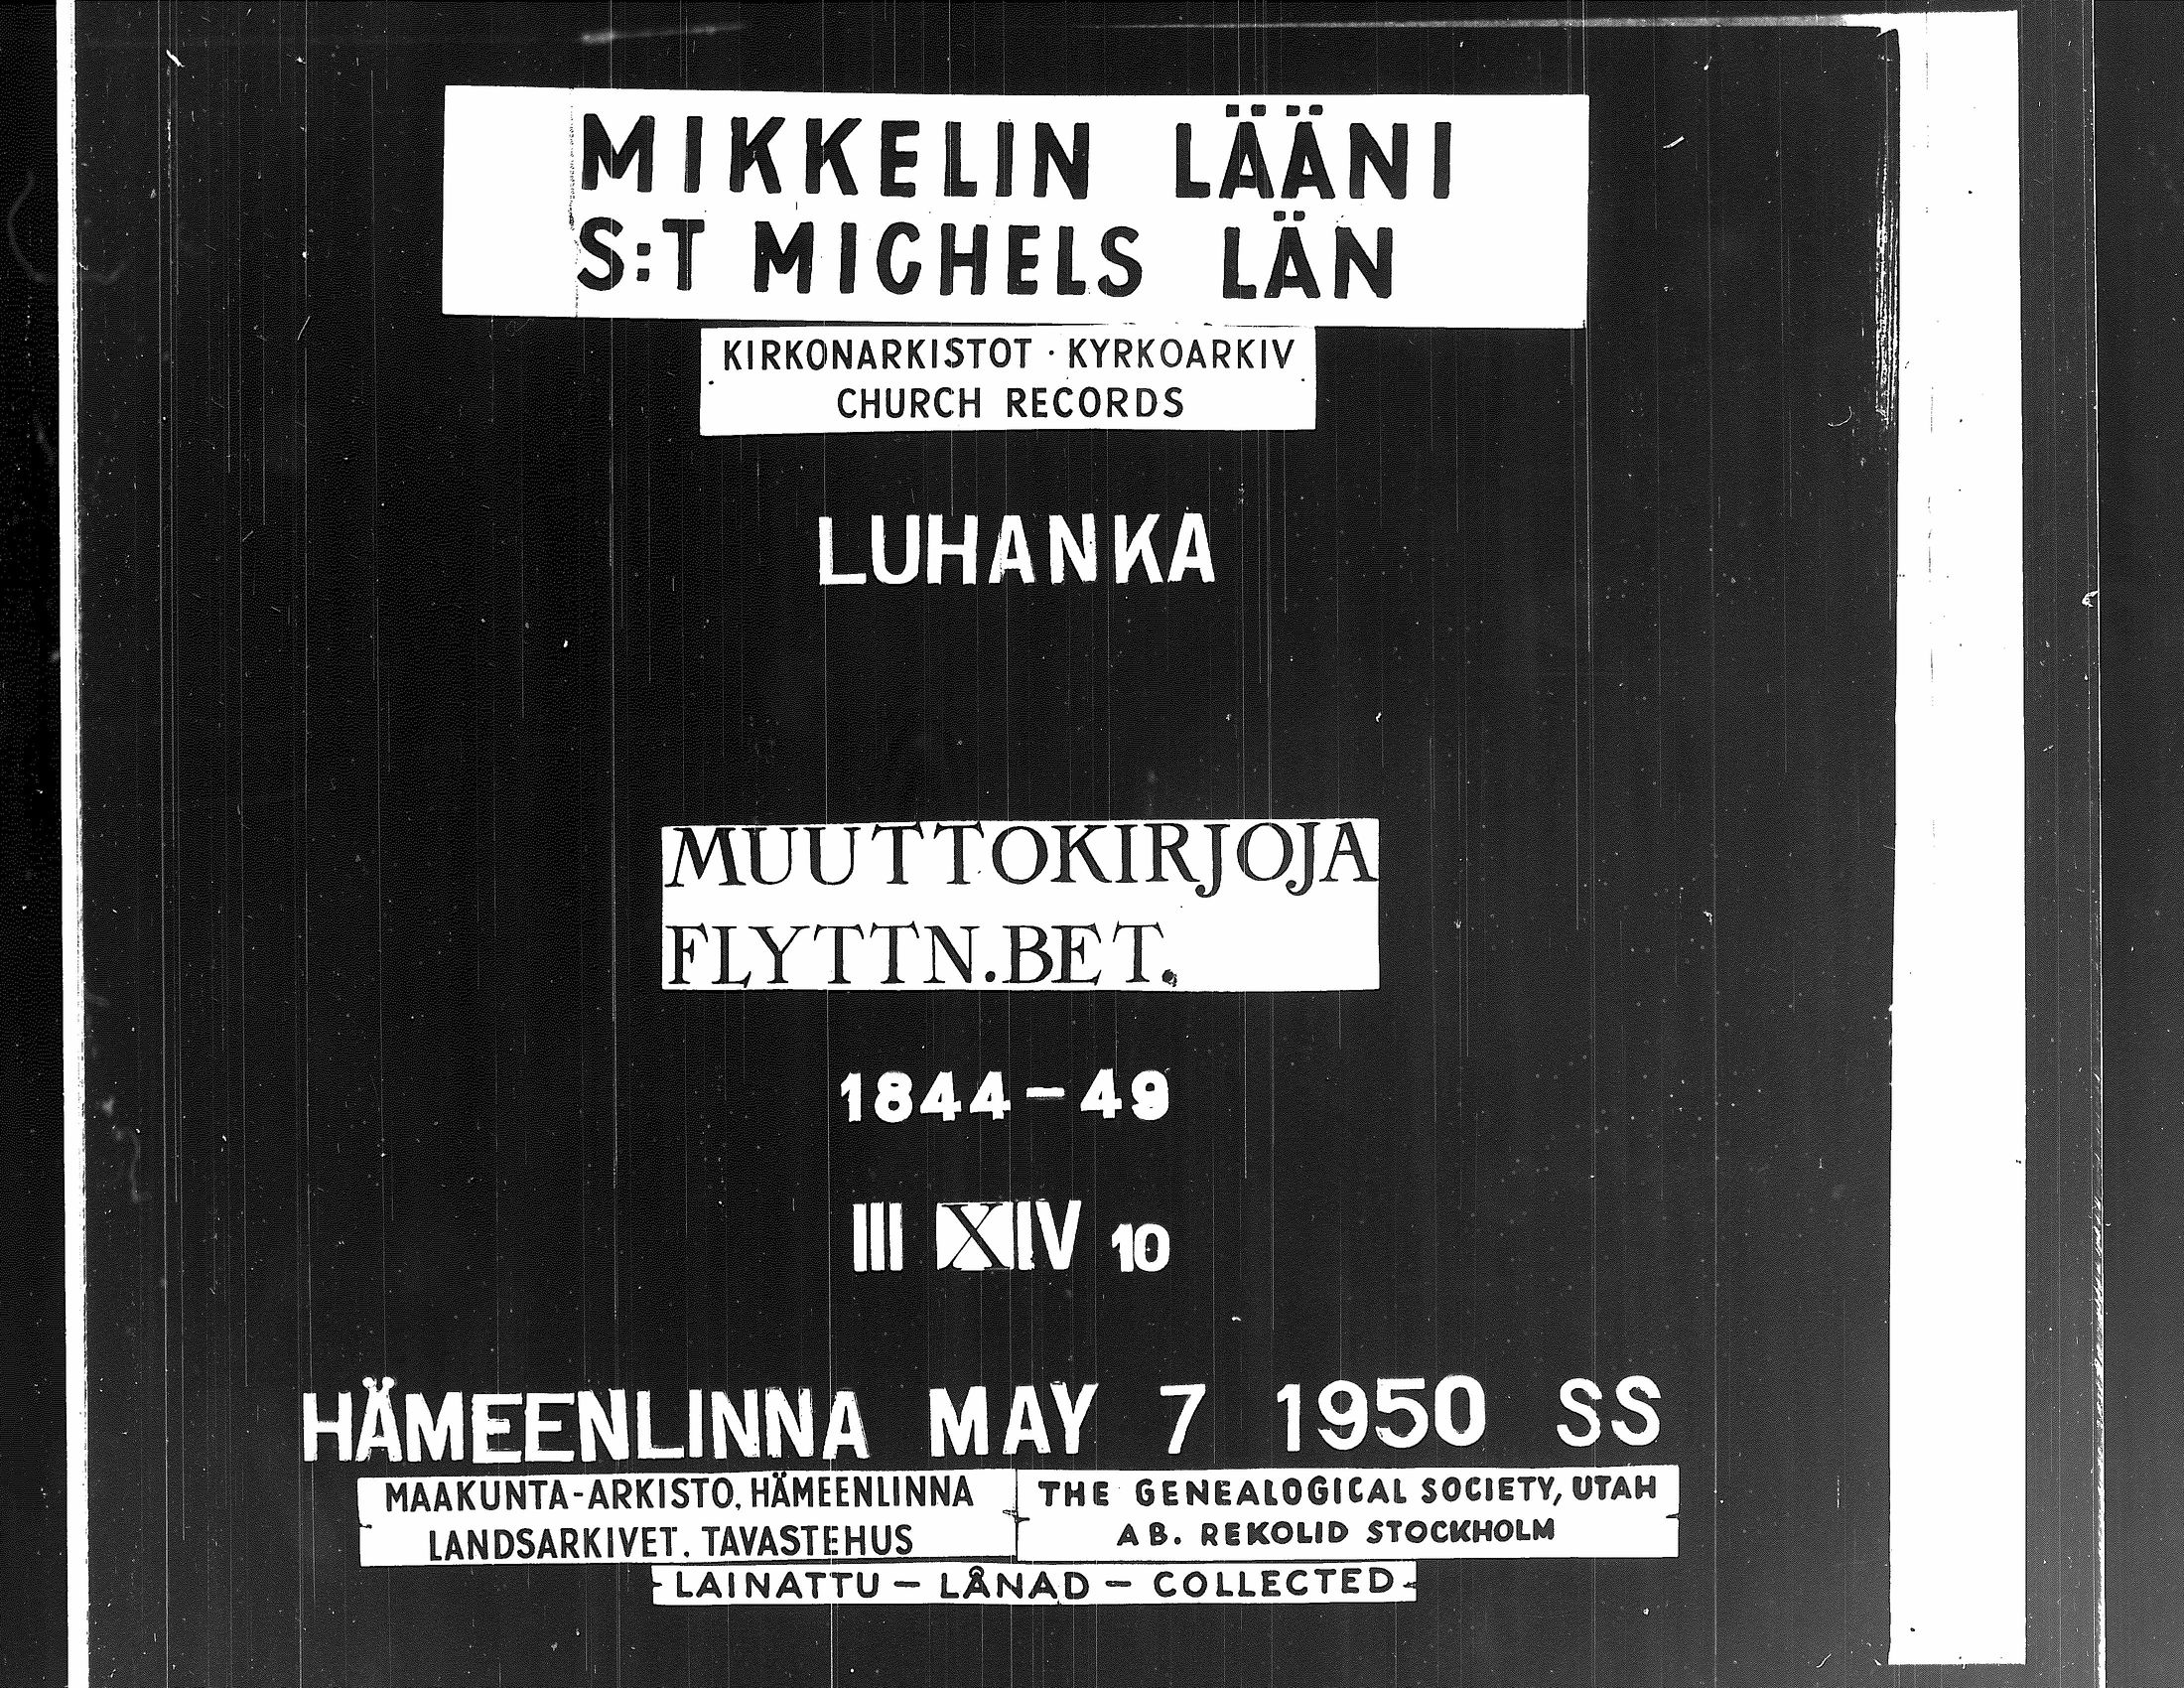 MIKKELIN LÄÄNI
S:T MICHELS LÄN
KIRKONARKISTOT · KYRKOARKIV
CHURCH RECORDS
LUHANKA
MUUTTOKIRJOJA
FLYTTN.BET.
1844-49
III XIV 10
HÄMEENLINNA MAY 7 1950 SS
MAAKUNTA-ARKISTO, HÄMEENLINNA
LANDSARKIVET. TAVASTEHUS
THE GENEALOGICAL SOCIETY, UTAH
AB. REKOLID STOCKHOLM
LAINATTU - LÅNAD - COLLECTED